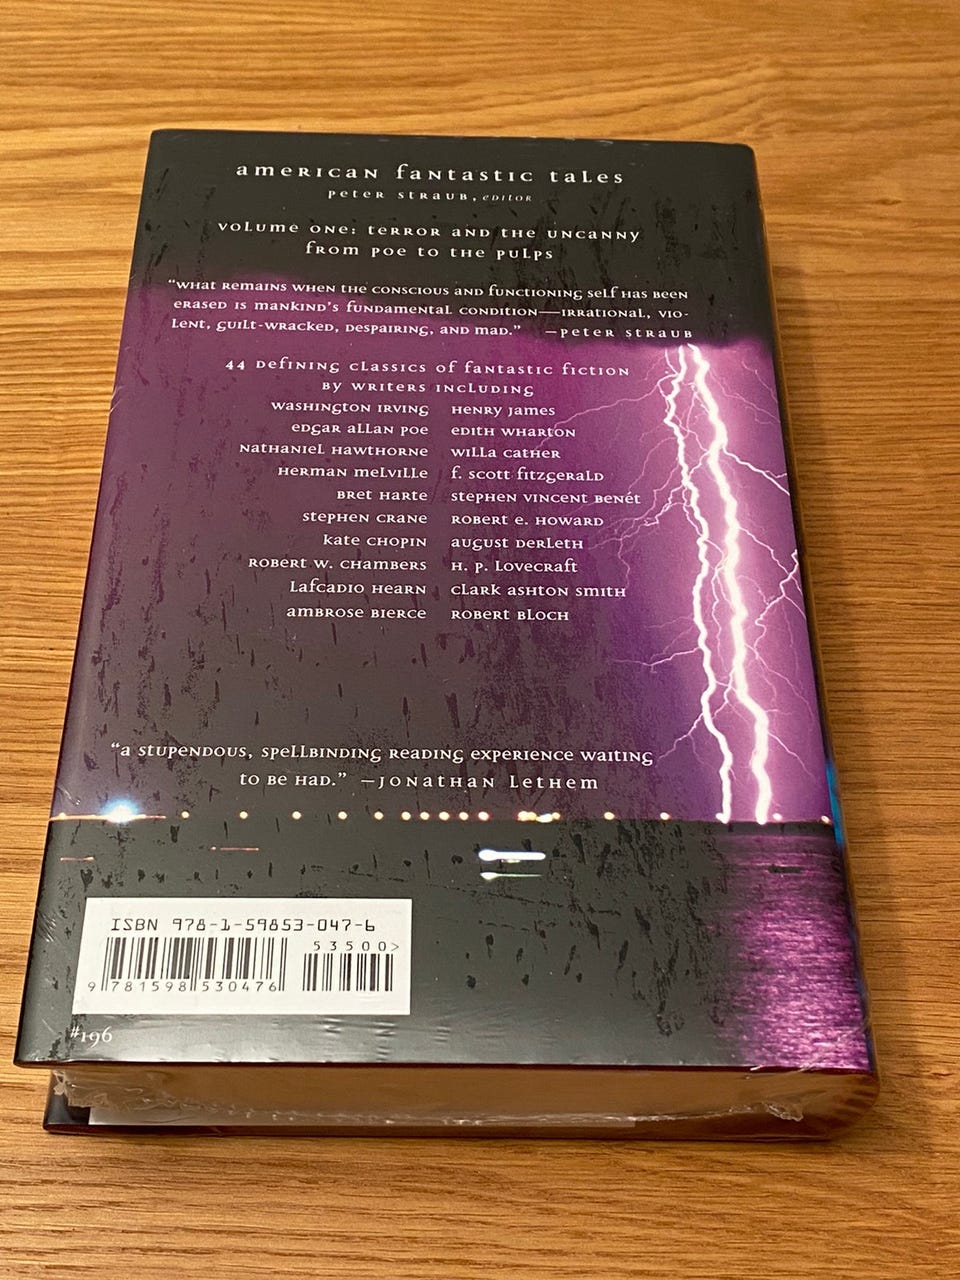 american fantastic tales
peter straub, editor
volume one: terror and the uncanny
from poe to the pulps
“what remains when the conscious and functioning self has been
erased is mankind’s fundamental condition—irrational, vio-
lent, guilt-wracked, despairing, and mad.” —peter straub
44 defining classics of fantastic fiction
by writers including
washington irving henry james
edgar allan poe edith wharton
nathaniel hawthorne willa cather
herman melville f. scott fitzgerald
bret harte stephen vincent benét
stephen crane robert e. howard
kate chopin august derleth
robert w. chambers h. p. lovecraft
lafcadio hearn clark ashton smith
ambrose bierce robert bloch
“a stupendous, spellbinding reading experience waiting
to be had.” —jonathan lethem
ISBN 978-1-59853-047-6
53500>
9 781598 530476
#196